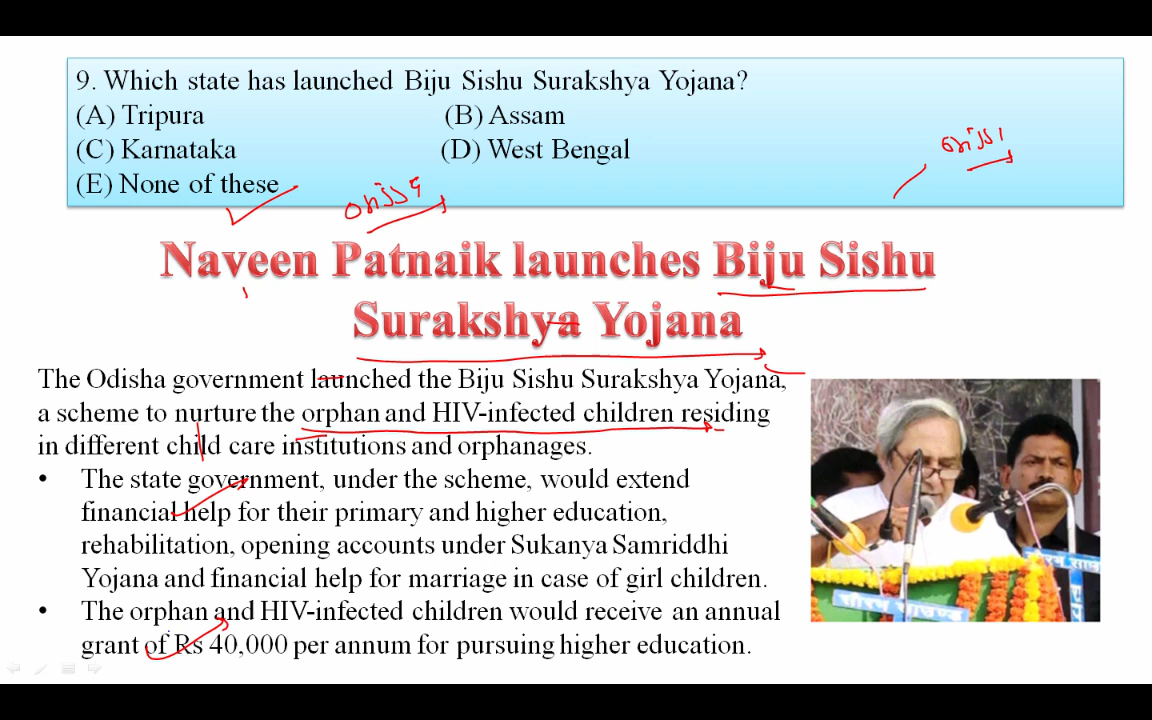 9. Which state has launched Biju Sishu Surakshya Yojana?
(A) Tripura (B) Assam
(C) Karnataka (D) West Bengal
(E) None of these
Naveen Patnaik launches Biju Sishu
Surakshya Yojana
The Odisha government launched the Biju Sishu Surakshya Yojana,
a scheme to nurture the orphan and HIV-infected children residing
in different child care institutions and orphanages.
• The state government, under the scheme, would extend
financial help for their primary and higher education,
rehabilitation, opening accounts under Sukanya Samriddhi
Yojana and financial help for marriage in case of girl children.
• The orphan and HIV-infected children would receive an annual
grant of Rs 40,000 per annum for pursuing higher education.